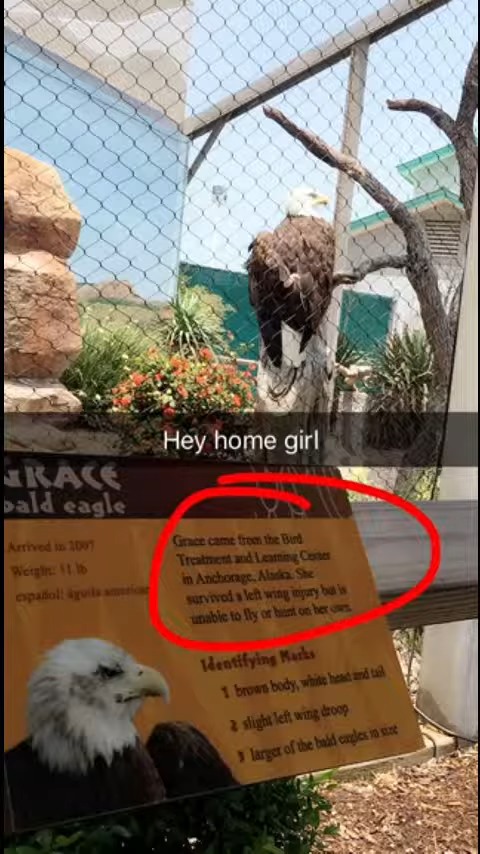 Hey home girl
GRACE
bald eagle
Arrived in 2007
Weight: 11 lb
español: águila american
Grace came from the Bird
Treatment and Learning Center
in Anchorage, Alaska. She
survived a left wing injury but is
unable to fly or hunt on her own.
Identifying Marks
1 brown body, white head and tail
2 slight left wing droop
3 larger of the bald eagles in size